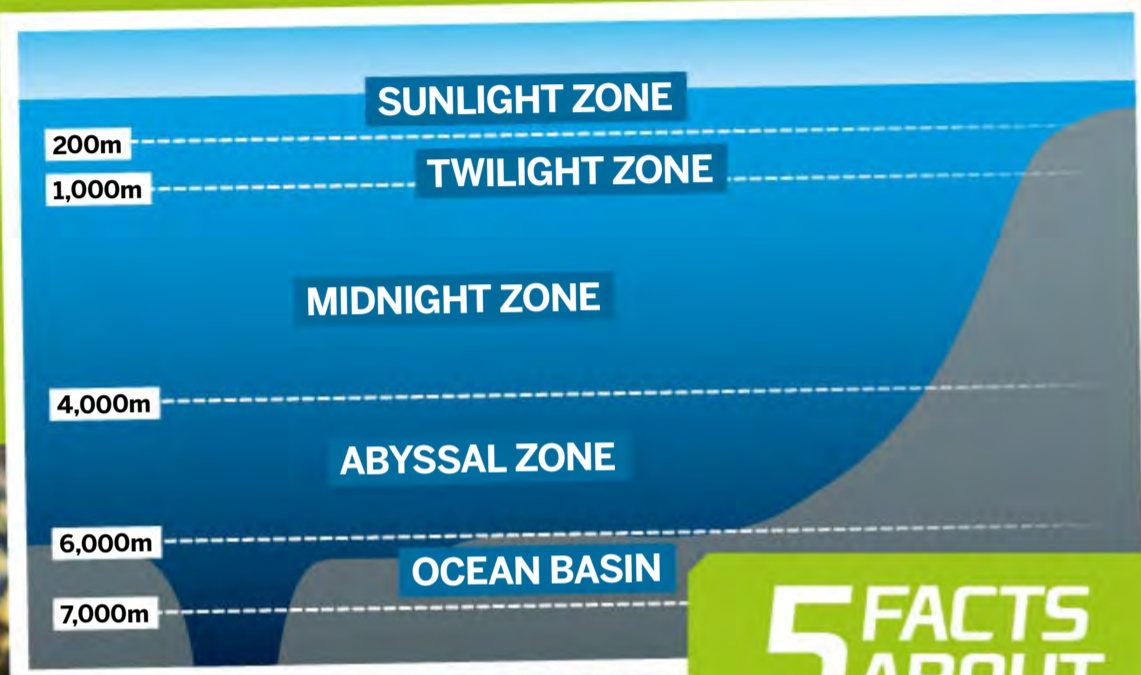 SUNLIGHT ZONE
200m
TWILIGHT ZONE
1,000m
MIDNIGHT ZONE
4,000m
ABYSSAL ZONE
6,000m
OCEAN BASIN
7,000m
5 FACTS
ABOUT